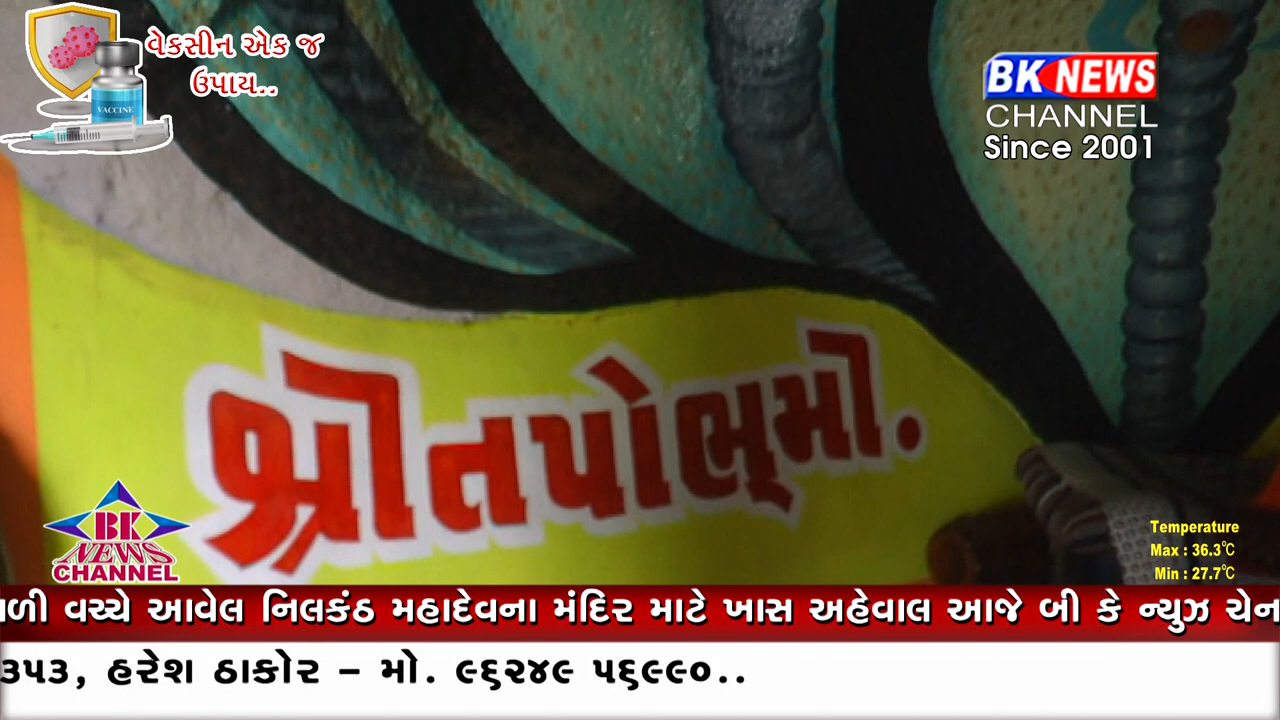 વેકસીન એક જ
ઉપાય..
VACCINE
BK NEWS
CHANNEL
Since 2001
શ્રી તપોભૂમી.
BK
NEWS
CHANNEL
Temperature
Max : 36.3℃
Min : 27.7℃
ળી વચ્ચે આવેલ નિલકંઠ મહાદેવના મંદિર માટે ખાસ અહેવાલ આજે બી કે ન્યુઝ ચેન
૩૫૩, હરેશ ઠાકોર – મો. ૯૬૨૪૯ ૫૬૯૯૦..